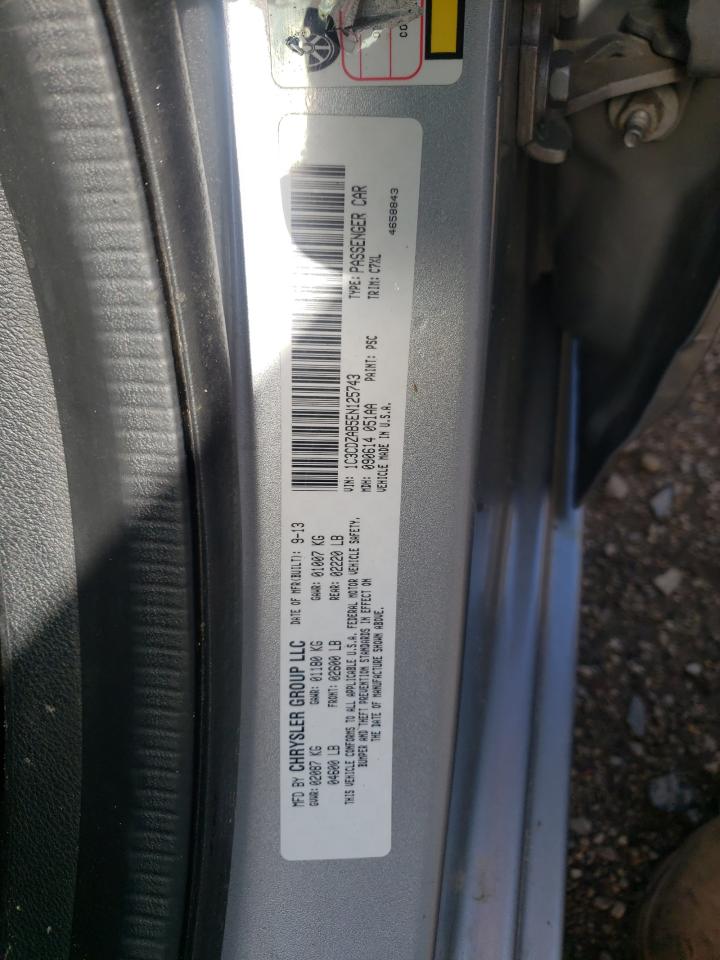 MFD BY CHRYSLER GROUP LLC DATE OF MFR(BUILT): 9-13
GVWR: 02087 KG GAWR: 01180 KG GAWR: 01007 KG
04600 LB FRONT: 02600 LB REAR: 02220 LB
THIS VEHICLE CONFORMS TO ALL APPLICABLE U.S.A. FEDERAL MOTOR VEHICLE SAFETY,
BUMPER AND THEFT PREVENTION STANDARDS IN EFFECT ON
THE DATE OF MANUFACTURE SHOWN ABOVE.
VIN: 1C3CDZAB5EN125743 TYPE: PASSENGER CAR
MDH: 090614 051AA PAINT: PSC TRIM: C7XL
VEHICLE MADE IN U.S.A.
4658843